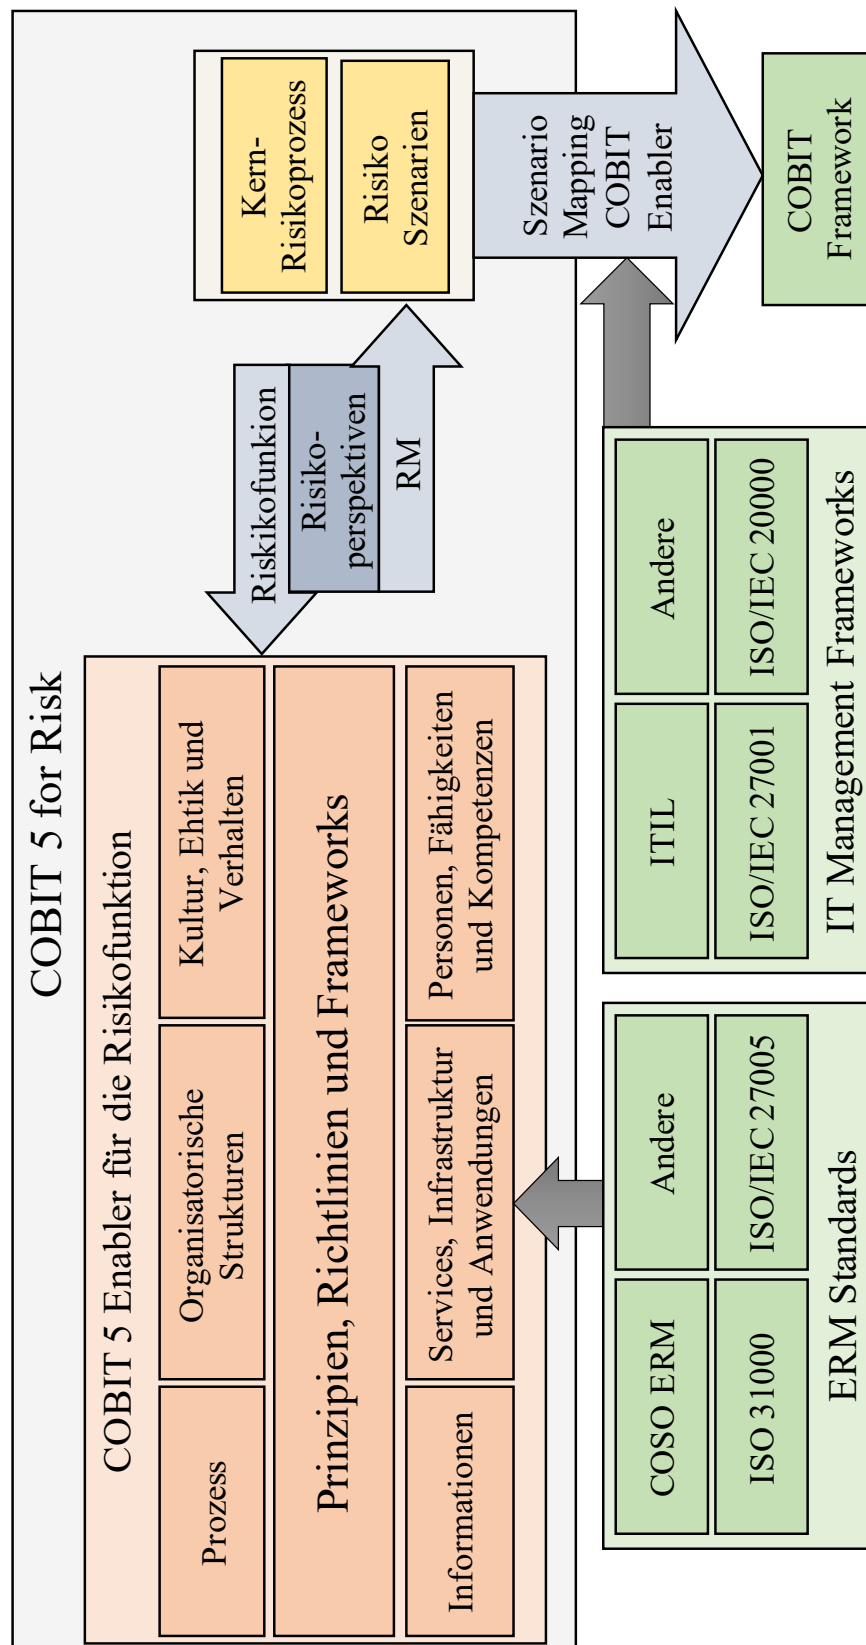 COBIT 5 for Risk
COBIT 5 Enabler für die Risikofunktion
Prozess
Organisatorische
Strukturen
Kultur, Ehtik und
Verhalten
Prinzipien, Richtlinien und Frameworks
Informationen
Services, Infrastruktur
und Anwendungen
Personen, Fähigkeiten
und Kompetenzen
Riskikofunkion
Risiko-
perspektiven
RM
Kern-
Risikoprozess
Risiko
Szenarien
Szenario
Mapping
COBIT
Enabler
COSO ERM
Andere
ISO 31000
ISO/IEC 27005
ERM Standards
ITIL
Andere
ISO/IEC 27001
ISO/IEC 20000
IT Management Frameworks
COBIT
Framework